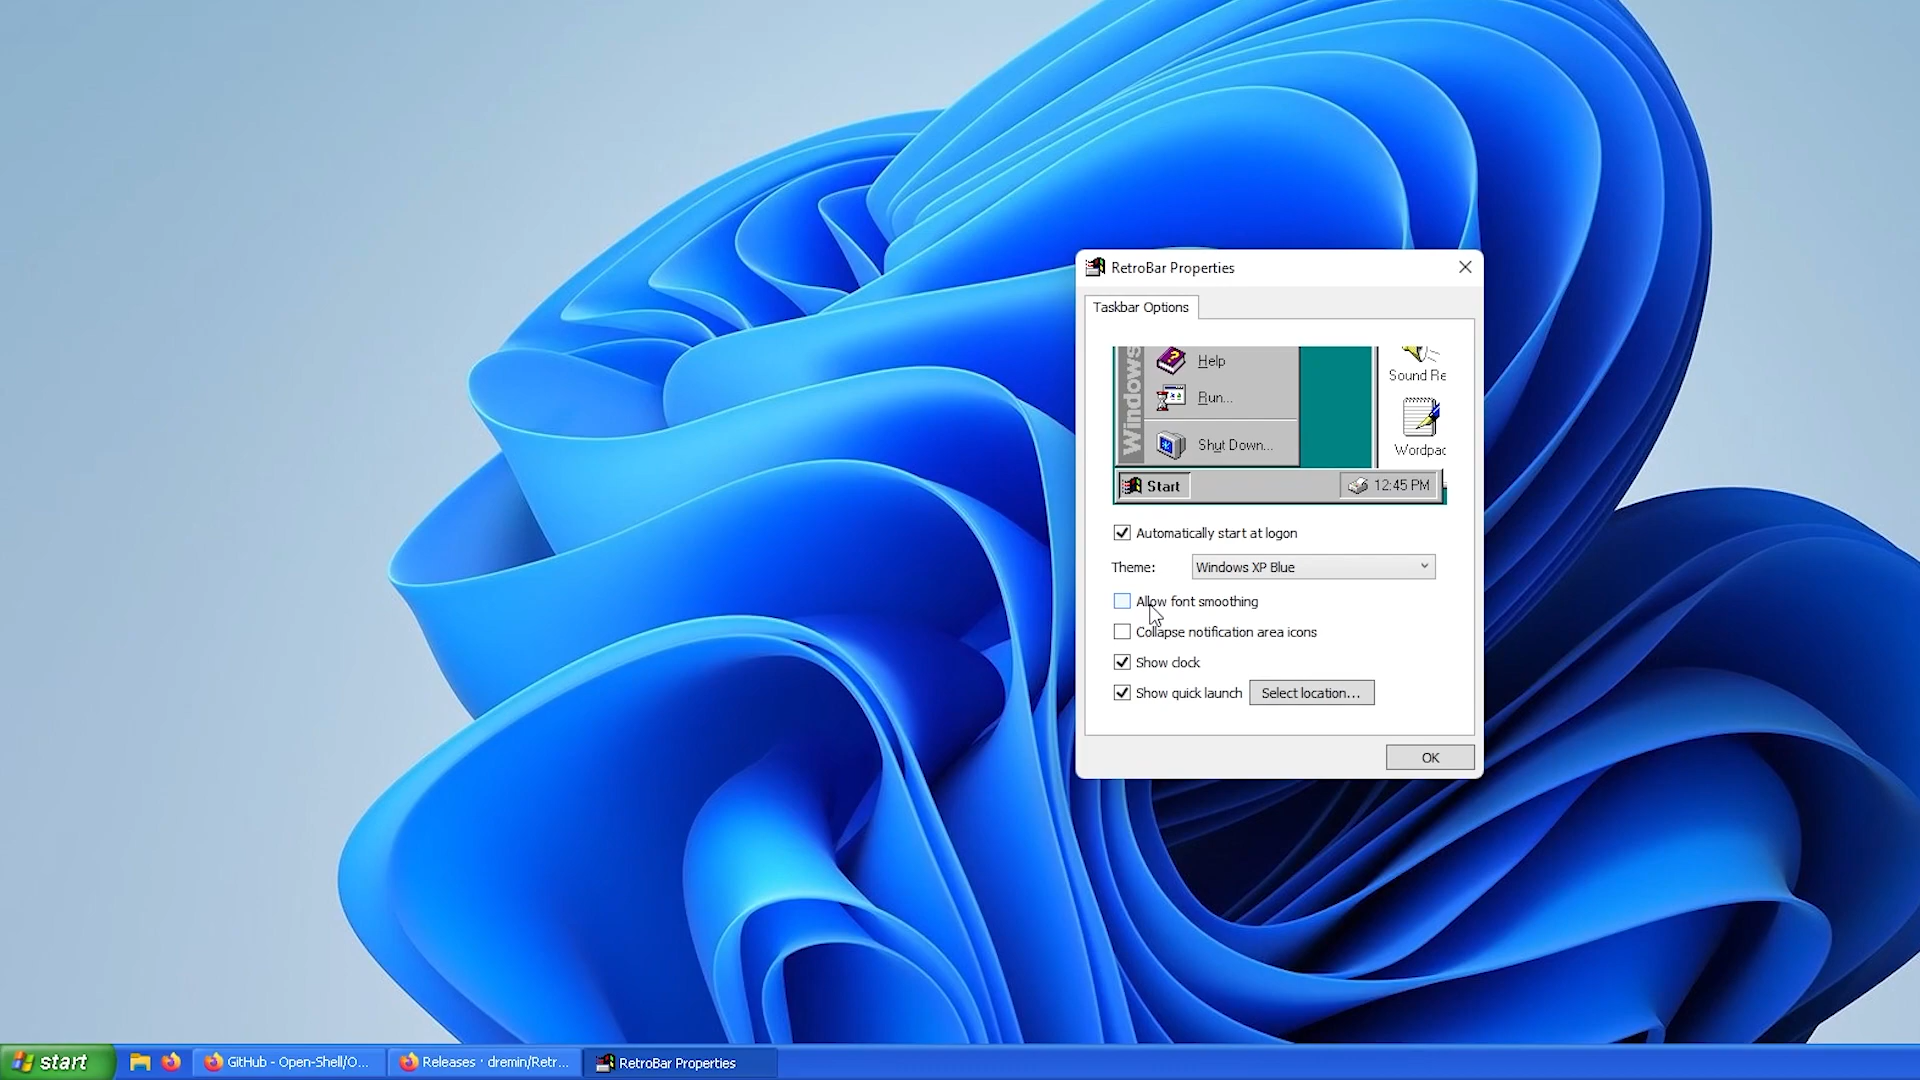 RetroBar Properties
Taskbar Options
Windows
Help
Run...
Shut Down...
Sound Re
Wordpac
Start
12:45 PM
Automatically start at logon
Theme: Windows XP Blue
Allow font smoothing
Collapse notification area icons
Show clock
Show quick launch Select location...
OK
start GitHub - Open-Shell/O... Releases · dremin/Retr... RetroBar Properties